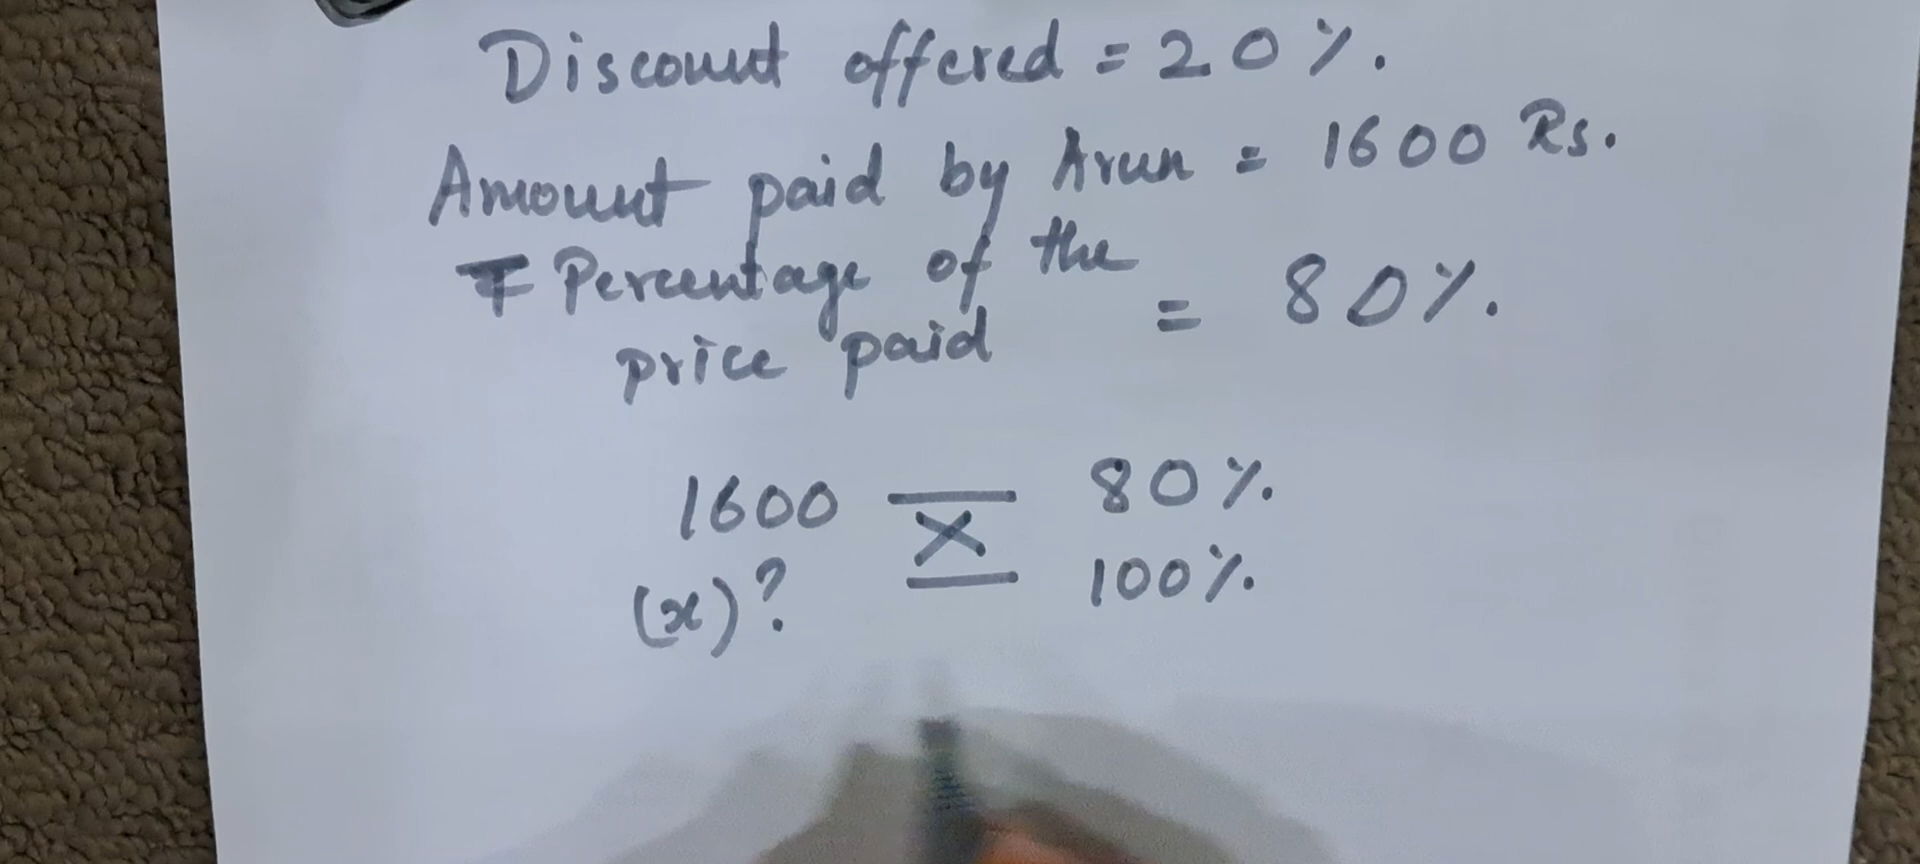 Discount offered = 20%.
Amount paid by Arun = 1600 Rs.
Percentage of the
price paid = 80%.
1600 80%.
X
(x)? 100%.